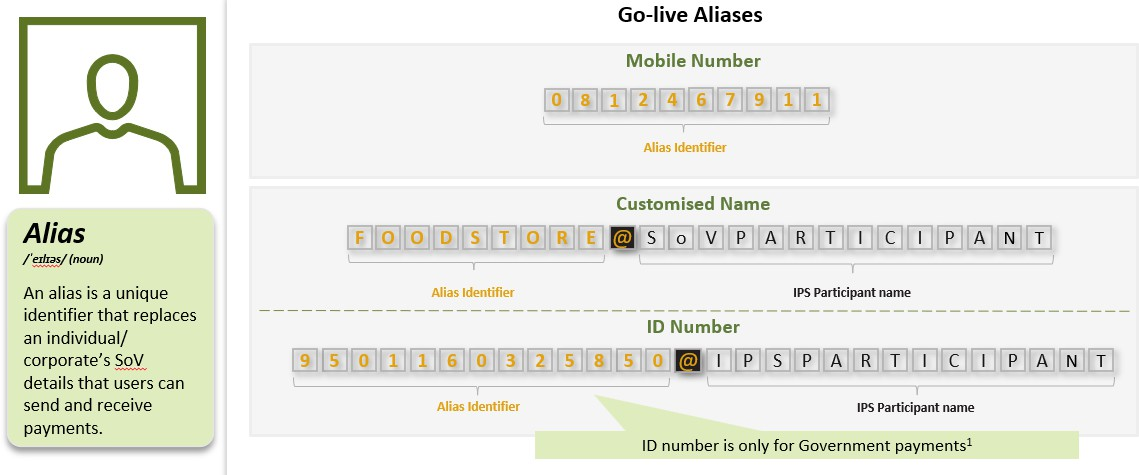 Go-live Aliases
Mobile Number
0812467911
Alias Identifier
Customised Name
FOODSTORE@SoVPARTICIPANT
Alias Identifier IPS Participant name
ID Number
9501160325850@IPSPARTICIPANT
Alias Identifier IPS Participant name
ID number is only for Government payments¹
Alias
/ˈeɪlɪəs/ (noun)
An alias is a unique
identifier that replaces
an individual/
corporate’s SoV
details that users can
send and receive
payments.